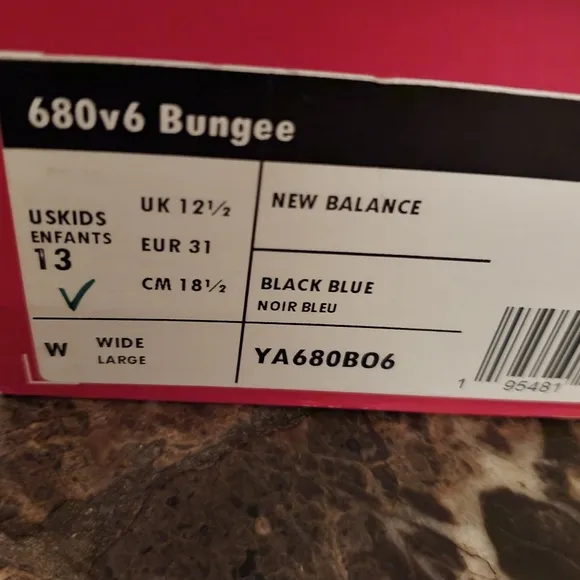 680v6 Bungee
USKIDS
ENFANTS
13
UK 12½
EUR 31
CM 18½
NEW BALANCE
BLACK BLUE
NOIR BLEU
W
WIDE
LARGE
YA680BO6
1 95481